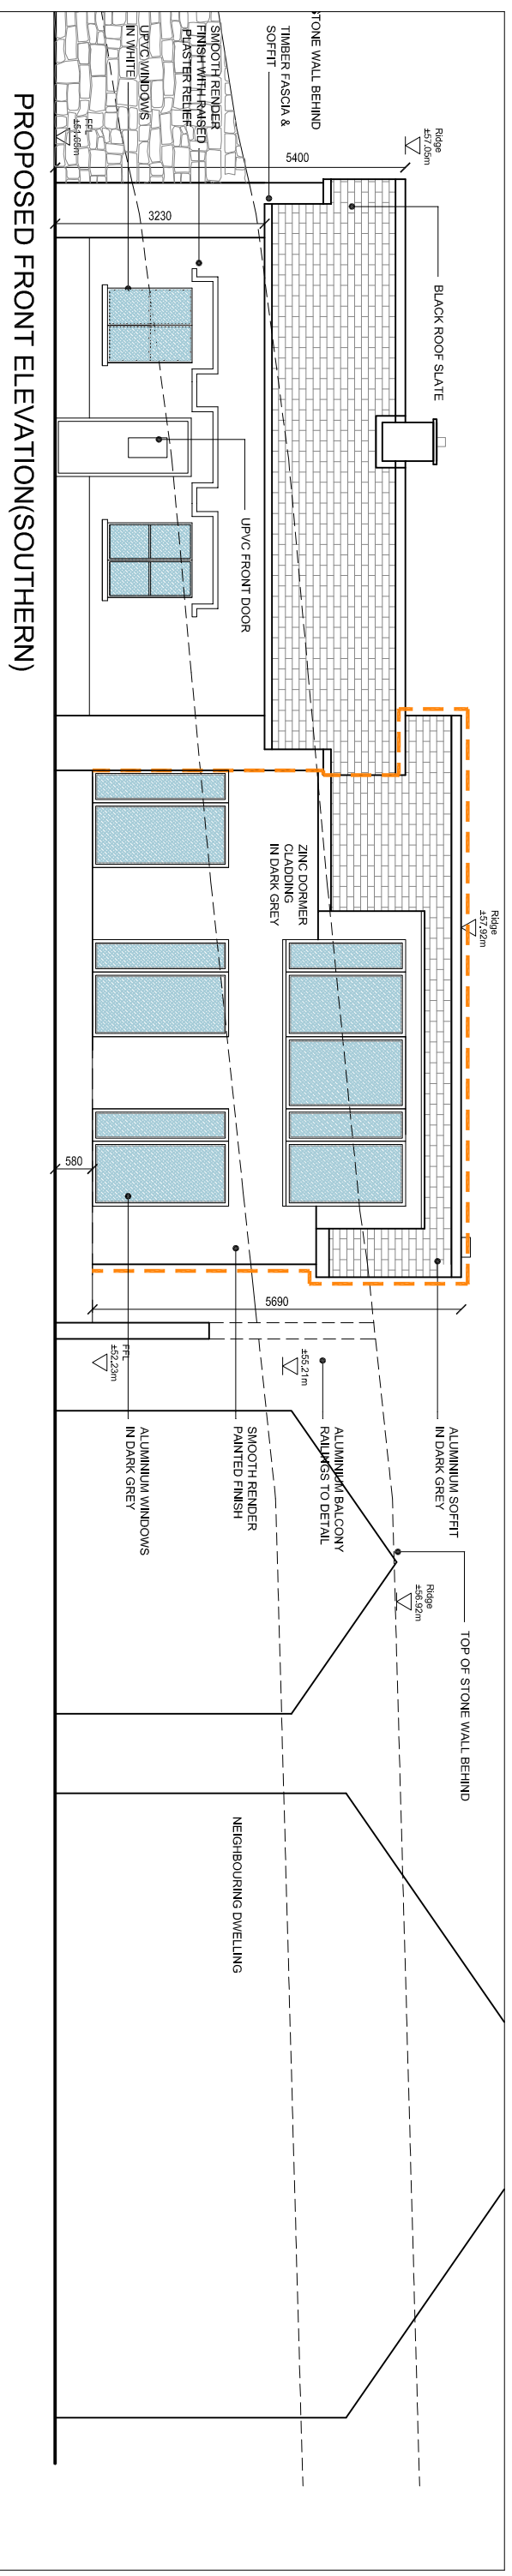 STONE WALL BEHIND
TIMBER FASCIA &
SOFFIT
SMOOTH RENDER
FINISH WITH RAISED
PLASTER RELIEF
UPVC WINDOWS
IN WHITE
FFL
±51.65m
Ridge
±57.05m
5400
3230
BLACK ROOF SLATE
UPVC FRONT DOOR
ZINC DORMER
CLADDING
IN DARK GREY
Ridge
±57.92m
580
5690
FFL
±52.23m
±55.21m
ALUMINIUM SOFFIT
IN DARK GREY
ALUMINIUM BALCONY
RAILINGS TO DETAIL
SMOOTH RENDER
PAINTED FINISH
ALUMINIUM WINDOWS
IN DARK GREY
Ridge
±56.92m
TOP OF STONE WALL BEHIND
NEIGHBOURING DWELLING
PROPOSED FRONT ELEVATION(SOUTHERN)